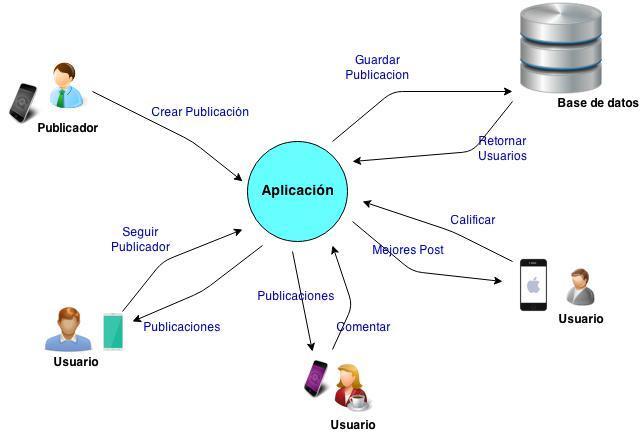 Guardar
Publicacion
Base de datos
Crear Publicación
Publicador
Retornar
Usuarios
Aplicación
Calificar
Seguir
Publicador
Mejores Post
Publicaciones
Usuario
Publicaciones
Comentar
Usuario
Usuario